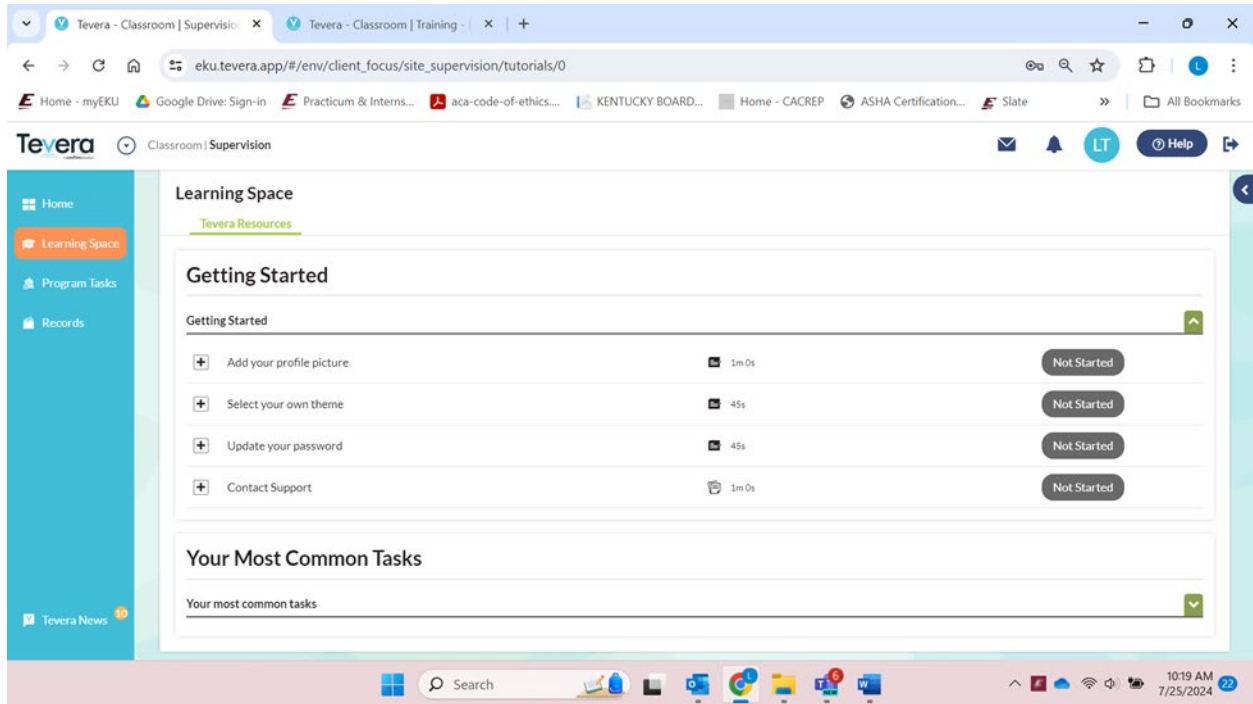 Tevera - Classroom | Supervisio
Tevera - Classroom | Training -
eku.tevera.app/#/env/client_focus/site_supervision/tutorials/0
L
Home - myEKU
Google Drive: Sign-in
Practicum & Interns...
aca-code-of-ethics....
KENTUCKY BOARD...
Home - CACREP
ASHA Certification...
Slate
All Bookmarks
Tevera
Classroom | Supervision
LT
Help
Home
Learning Space
Program Tasks
Records
Tevera News 10
Learning Space
Tevera Resources
Getting Started
Getting Started
Add your profile picture 1m 0s Not Started
Select your own theme 45s Not Started
Update your password 45s Not Started
Contact Support 1m 0s Not Started
Your Most Common Tasks
Your most common tasks
Search
6
NEW
10:19 AM
7/25/2024
22